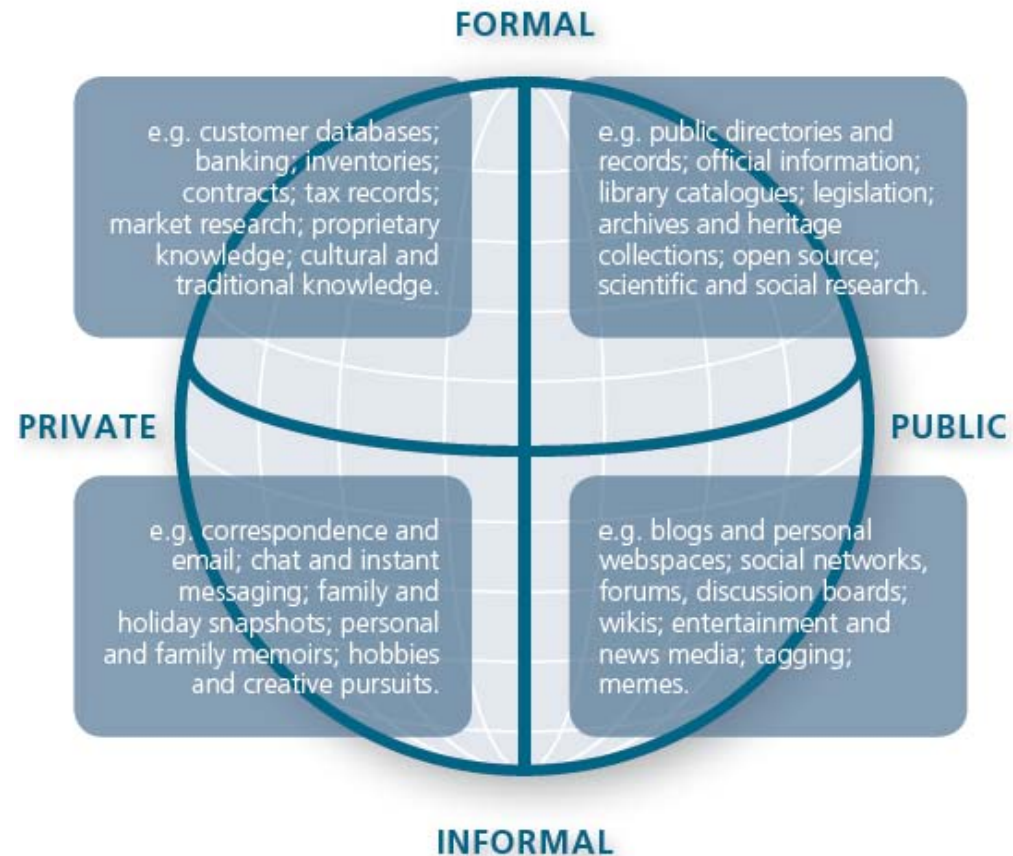 FORMAL
e.g. customer databases;
banking; inventories;
contracts; tax records;
market research; proprietary
knowledge; cultural and
traditional knowledge.
e.g. public directories and
records; official information;
library catalogues; legislation;
archives and heritage
collections; open source;
scientific and social research.
PRIVATE
PUBLIC
e.g. correspondence and
email; chat and instant
messaging; family and
holiday snapshots; personal
and family memoirs; hobbies
and creative pursuits.
e.g. blogs and personal
webspaces; social networks,
forums, discussion boards;
wikis; entertainment and
news media; tagging;
memes.
INFORMAL